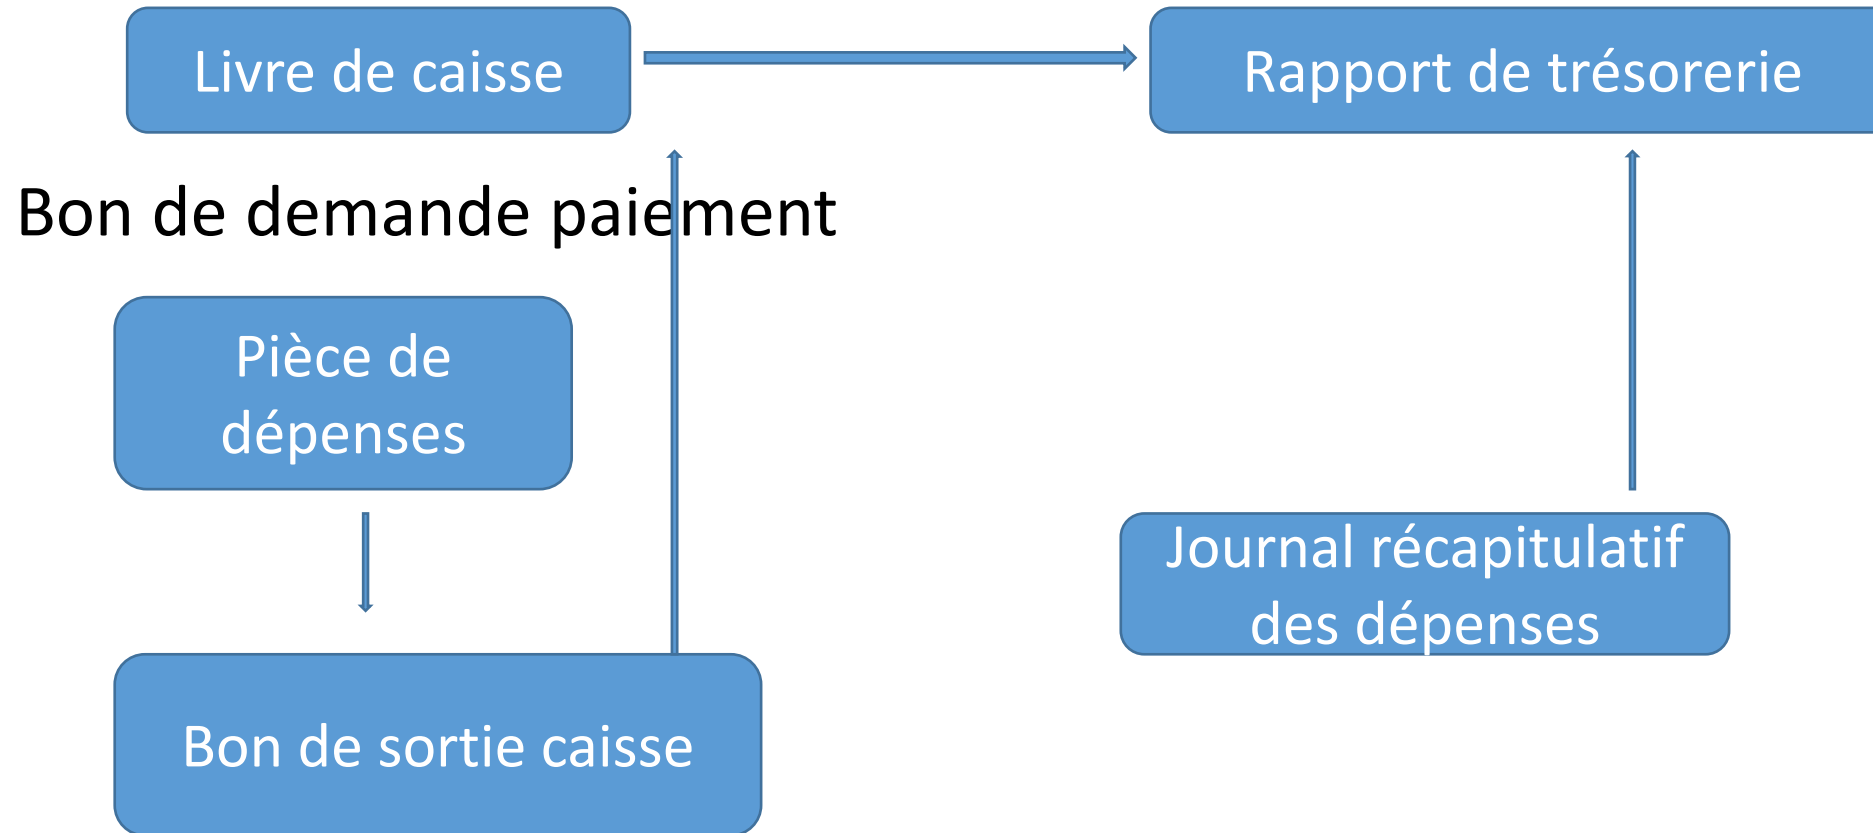 Livre de caisse
Rapport de trésorerie
Bon de demande paiement
Pièce de
dépenses
Journal récapitulatif
des dépenses
Bon de sortie caisse